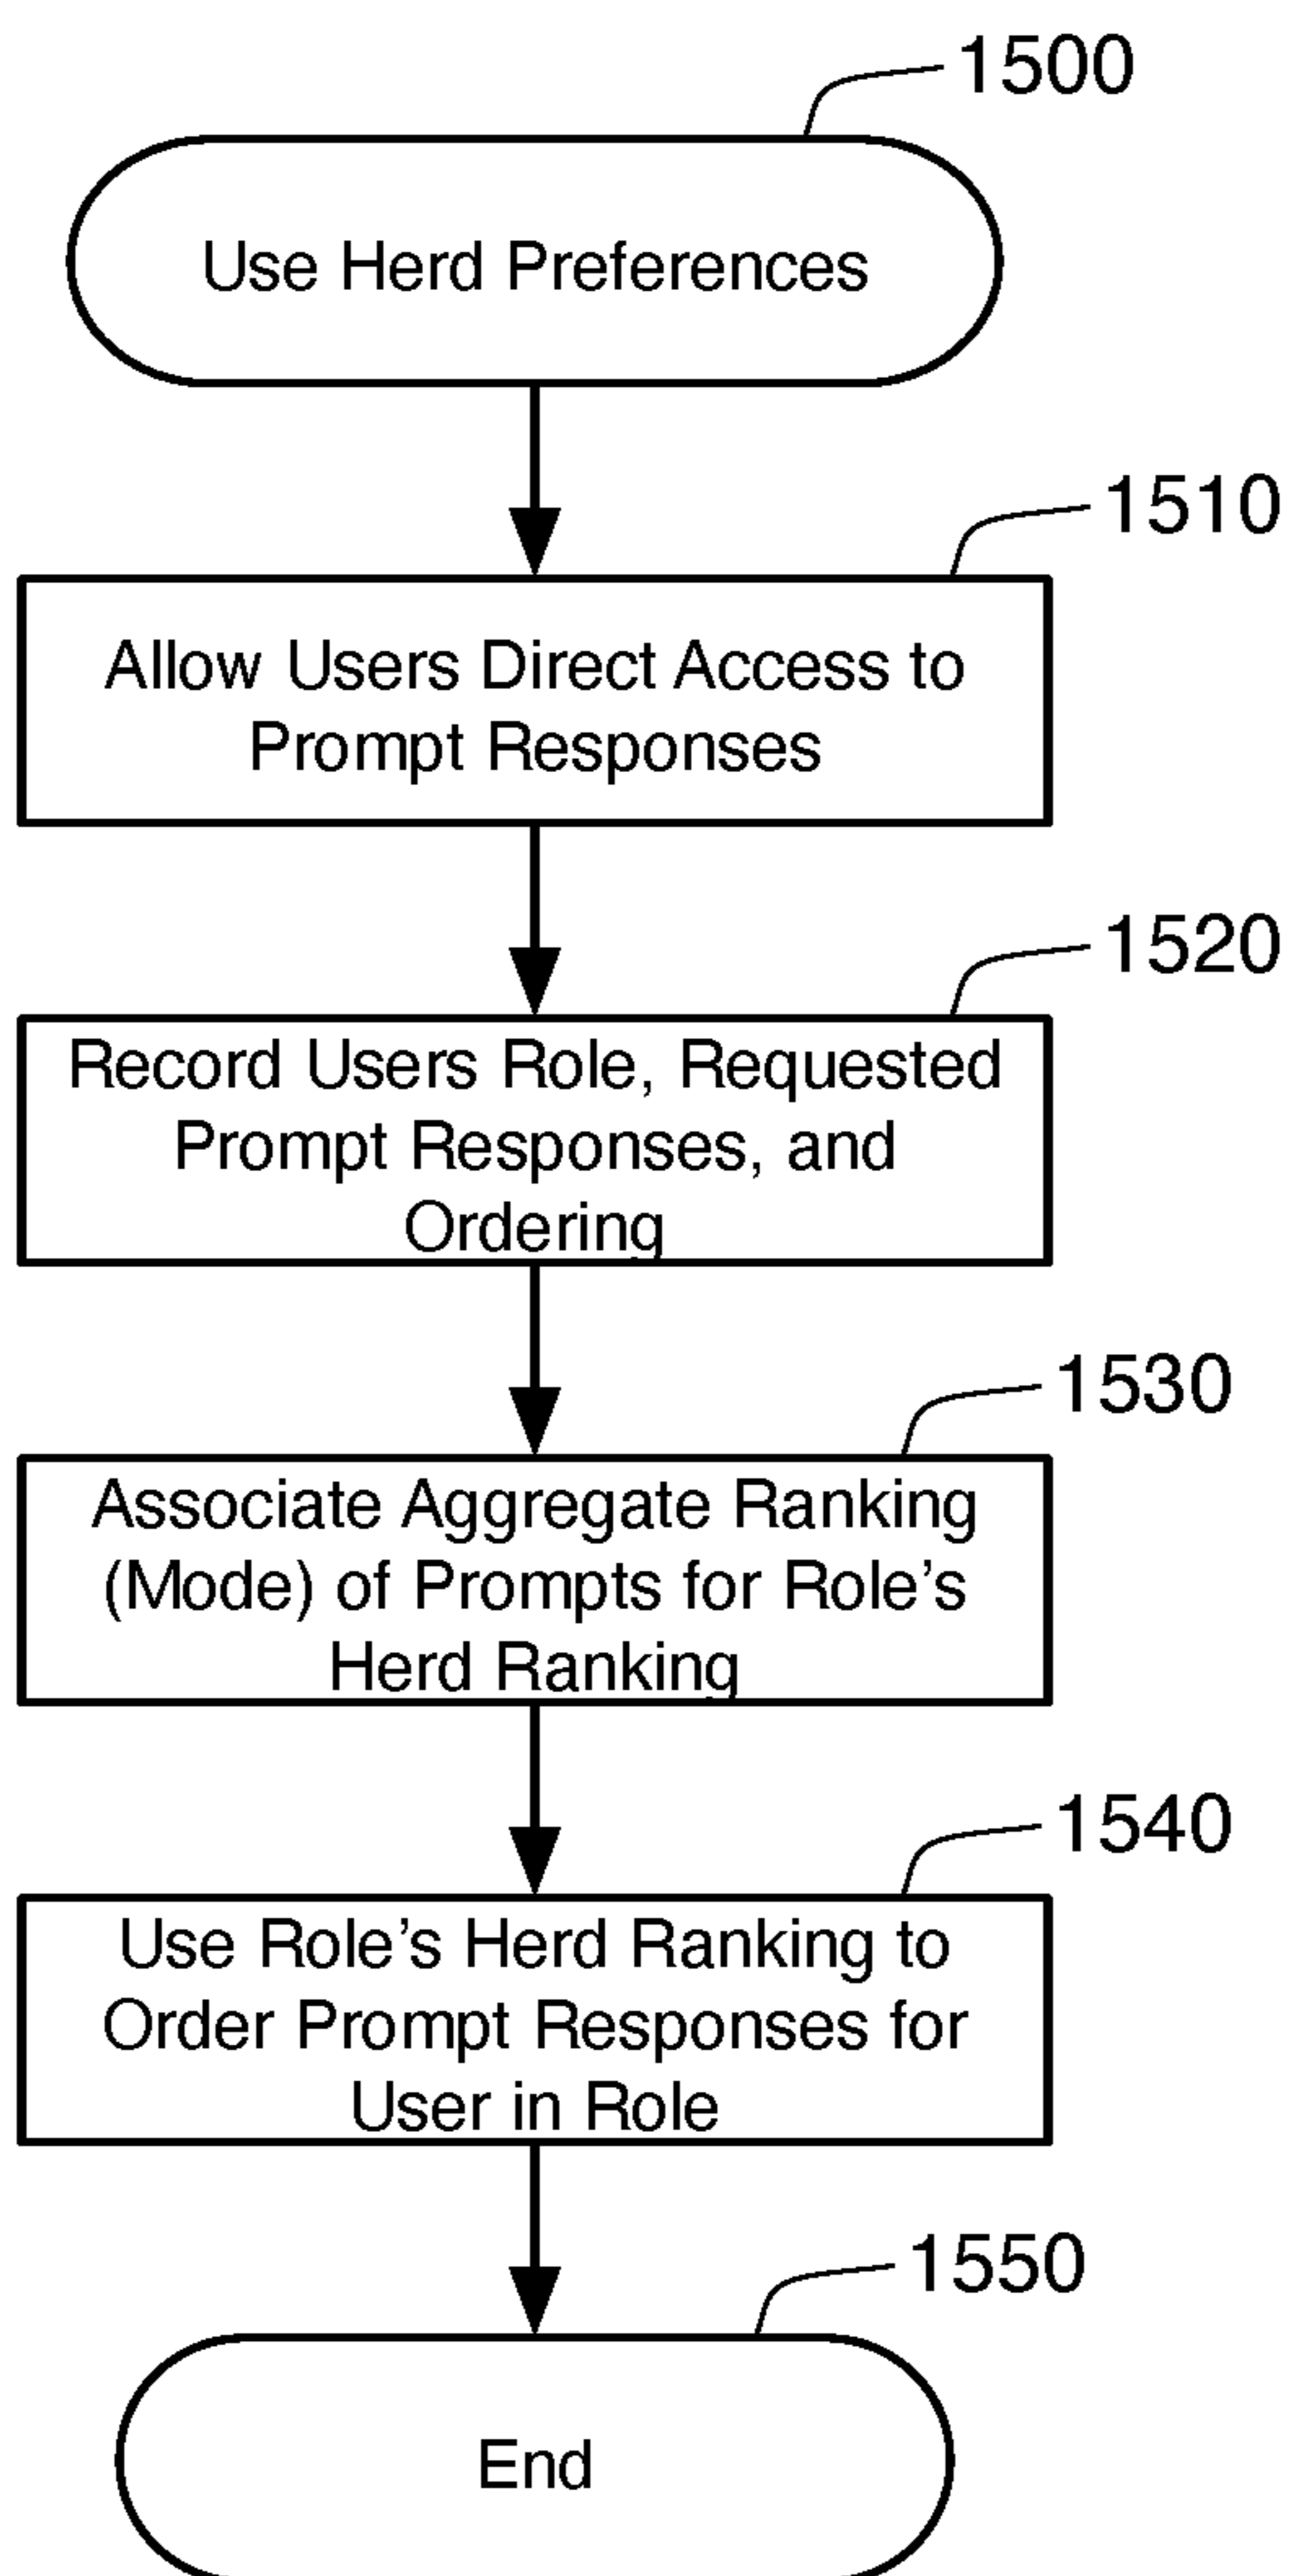 1500
Use Herd Preferences
1510
Allow Users Direct Access to
Prompt Responses
1520
Record Users Role, Requested
Prompt Responses, and
Ordering
1530
Associate Aggregate Ranking
(Mode) of Prompts for Role’s
Herd Ranking
1540
Use Role’s Herd Ranking to
Order Prompt Responses for
User in Role
1550
End